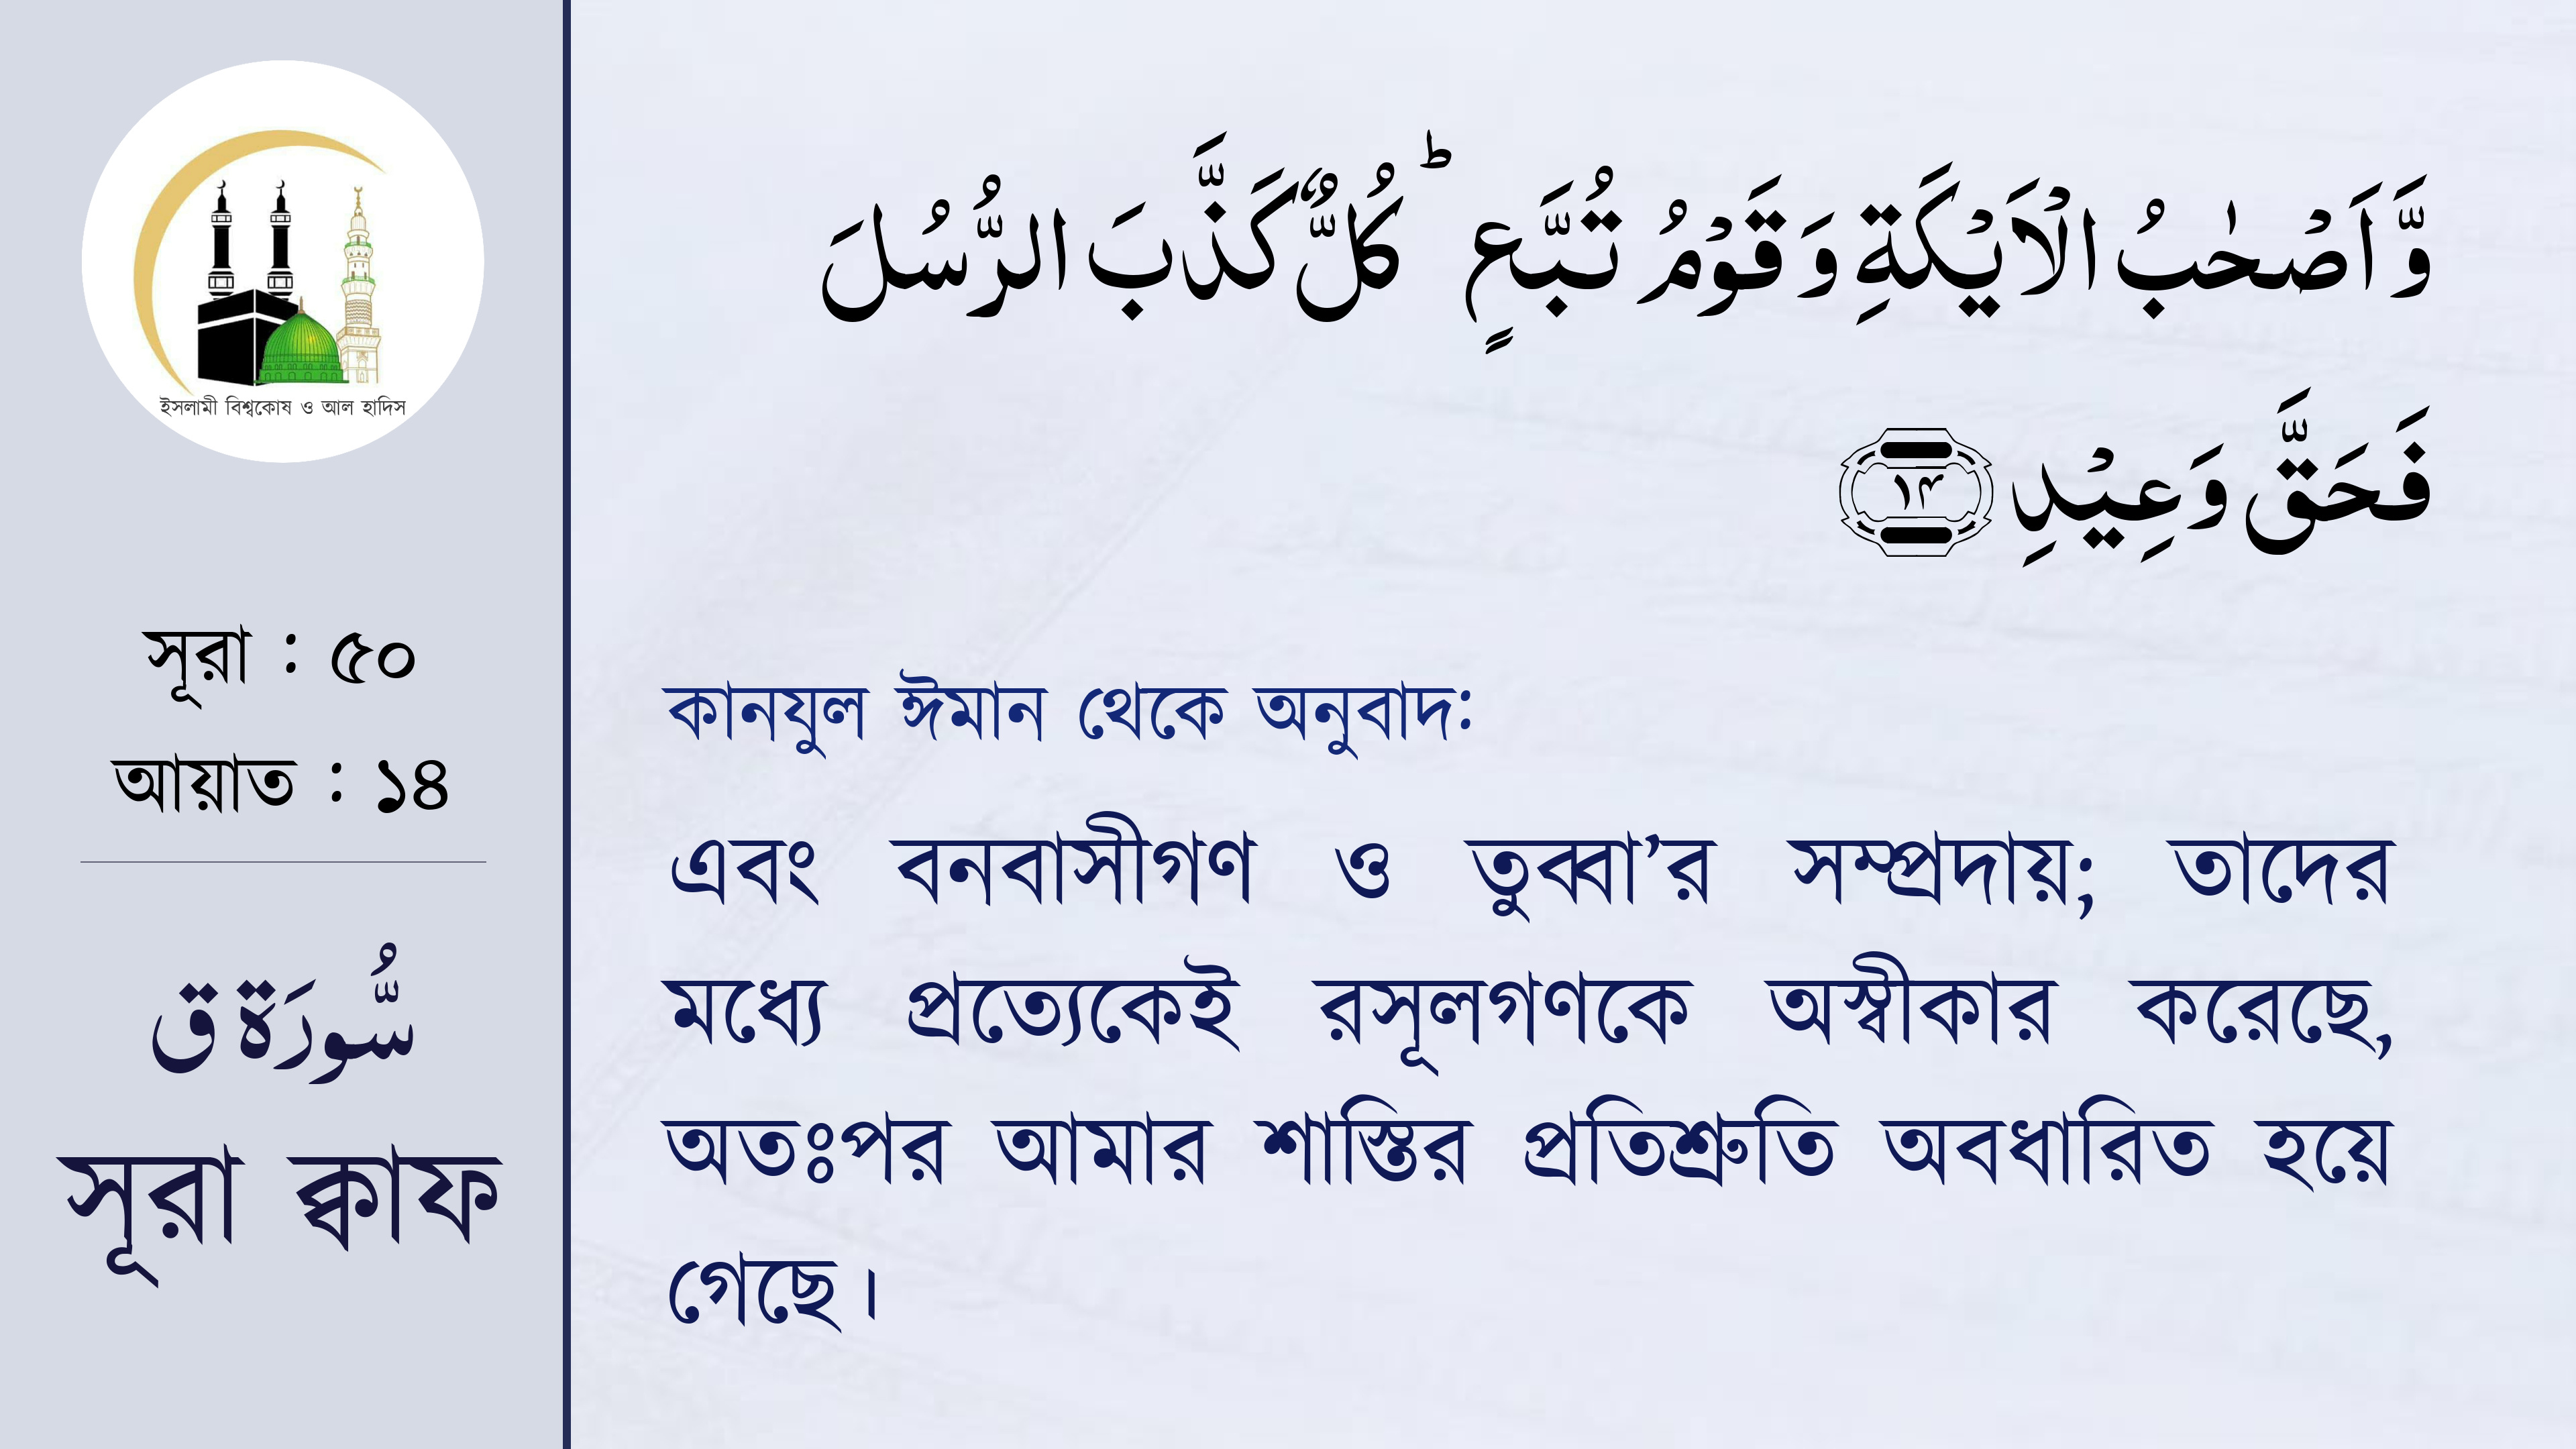 ইসলামী বিশ্বকোষ ও আল হাদিস
সূরা : ৫০
আয়াত : ১৪
سُّورَة ق
সূরা ক্বাফ
وَّ اَصْحٰبُ الْاَیْكَةِ وَ قَوْمُ تُبَّعٍ ؕ كُلٌّ كَذَّبَ الرُّسُلَ
فَحَقَّ وَعِیْدِ ۱۴
কানযুল ঈমান থেকে অনুবাদ:
এবং বনবাসীগণ ও তুব্বা’র সম্প্রদায়; তাদের
মধ্যে প্রত্যেকেই রসূলগণকে অস্বীকার করেছে,
অতঃপর আমার শাস্তির প্রতিশ্রুতি অবধারিত হয়ে
গেছে।